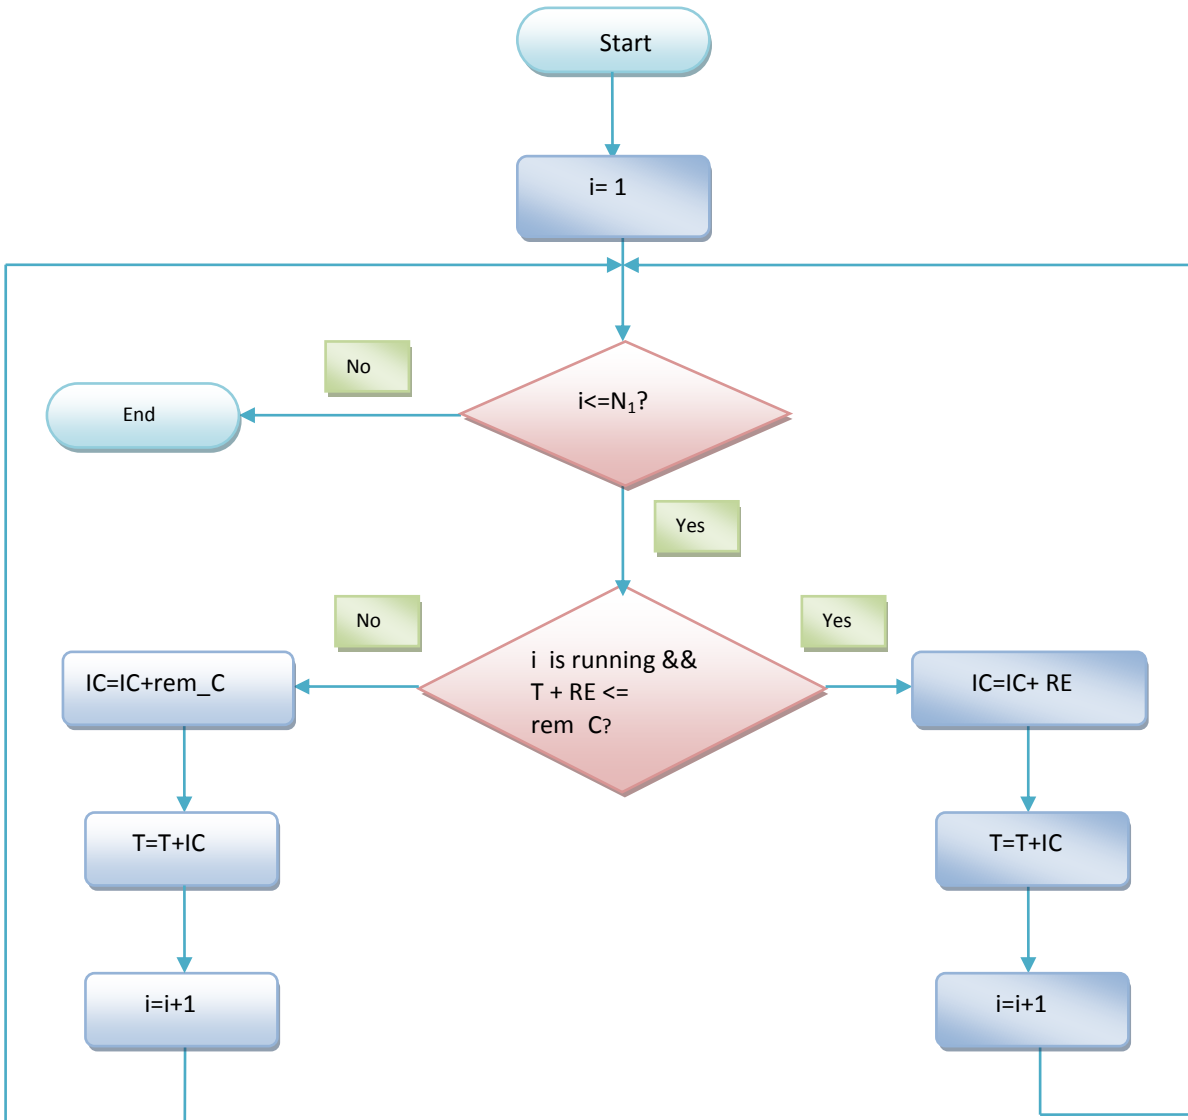 Start
i= 1
No
i<=N₁?
End
Yes
No
Yes
i is running &&
T + RE <=
rem C?
IC=IC+rem_C
IC=IC+ RE
T=T+IC
T=T+IC
i=i+1
i=i+1